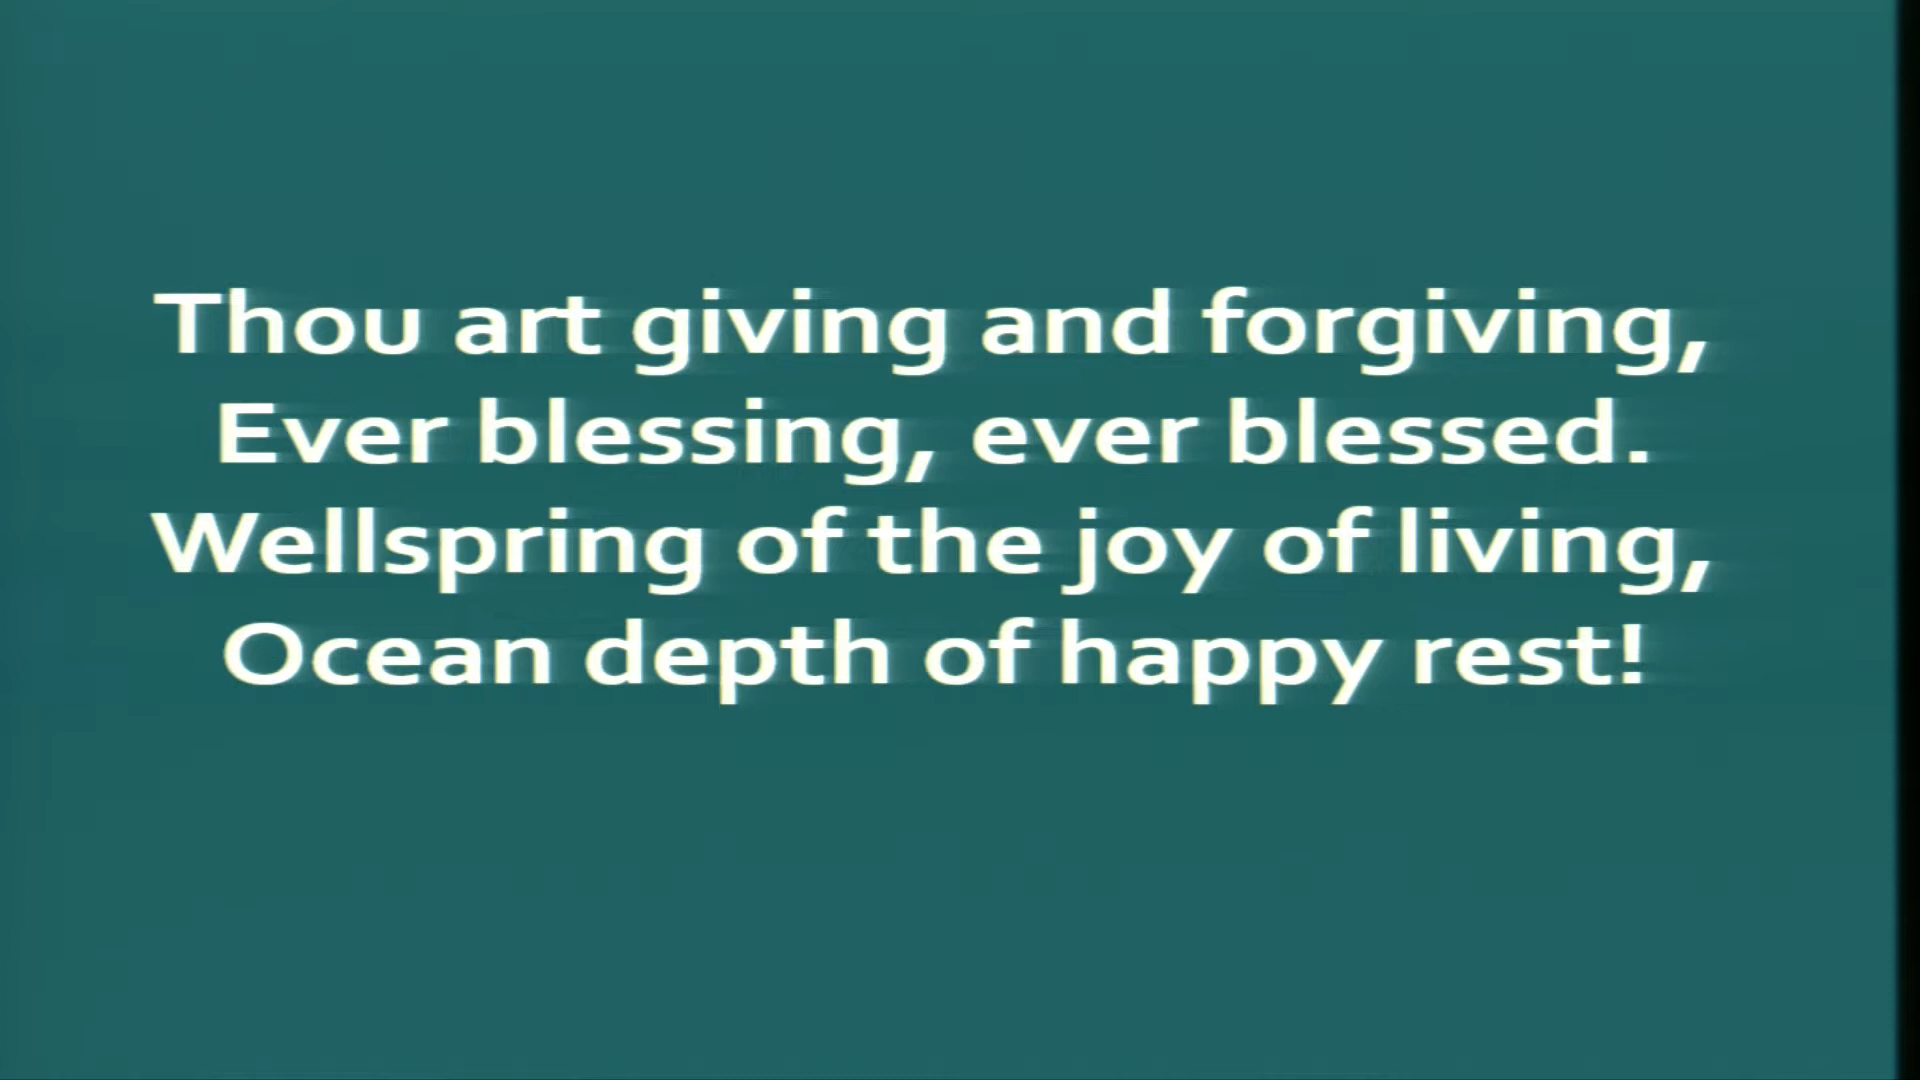 Thou art giving and forgiving,
Ever blessing, ever blessed.
Wellspring of the joy of living,
Ocean depth of happy rest!